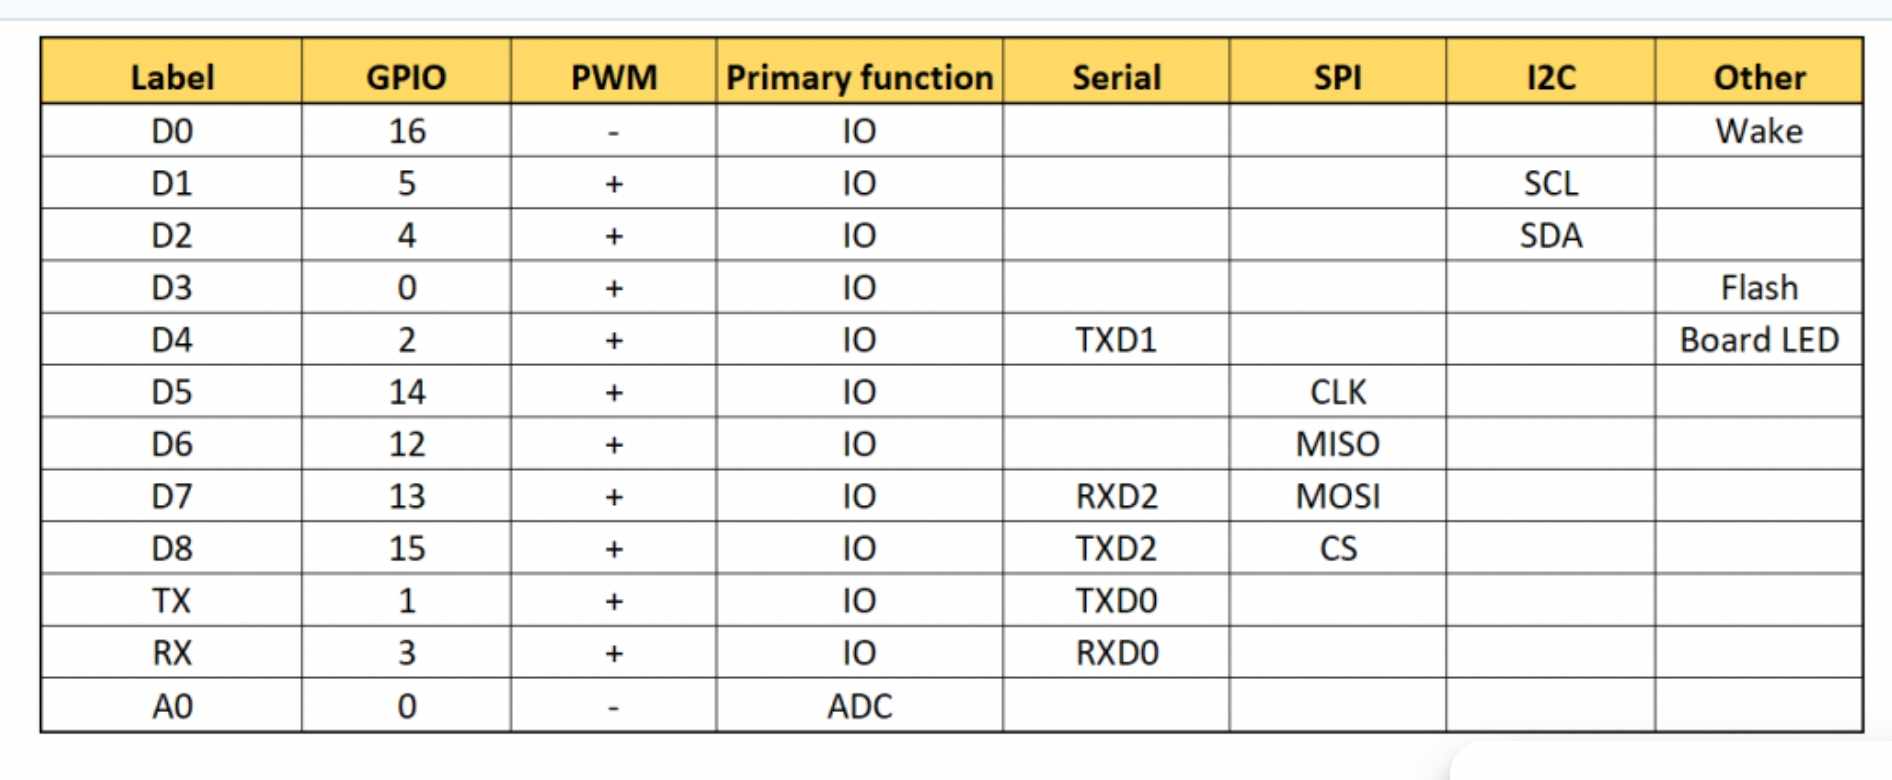 Label GPIO PWM Primary function Serial SPI I2C Other
D0 16 - IO Wake
D1 5 + IO SCL
D2 4 + IO SDA
D3 0 + IO Flash
D4 2 + IO TXD1 Board LED
D5 14 + IO CLK
D6 12 + IO MISO
D7 13 + IO RXD2 MOSI
D8 15 + IO TXD2 CS
TX 1 + IO TXD0
RX 3 + IO RXD0
A0 0 - ADC